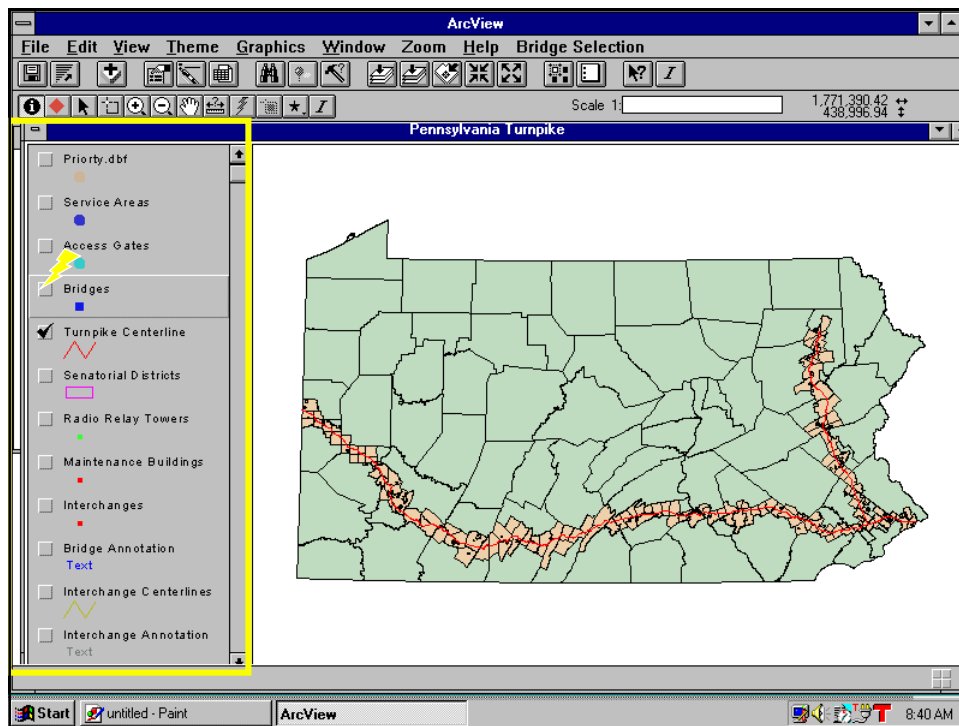 ArcView
File Edit View Theme Graphics Window Zoom Help Bridge Selection
Scale 1:
1,771,390.42
438,996.94
Pennsylvania Turnpike
Priorty.dbf
Service Areas
Access Gates
Bridges
Turnpike Centerline
Senatorial Districts
Radio Relay Towers
Maintenance Buildings
Interchanges
Bridge Annotation
Text
Interchange Centerlines
Interchange Annotation
Text
Start untitled - Paint ArcView 8:40 AM